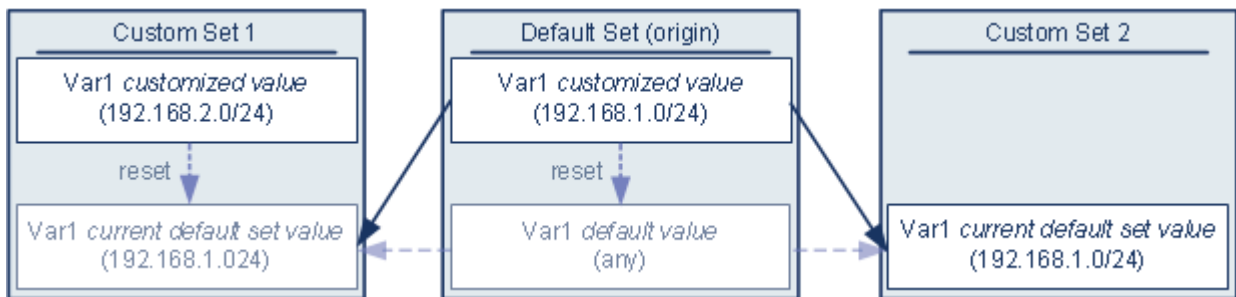 Custom Set 1
Var1 customized value
(192.168.2.0/24)
reset
Var1 current default set value
(192.168.1.024)
Default Set (origin)
Var1 customized value
(192.168.1.0/24)
reset
Var1 default value
(any)
Custom Set 2
Var1 current default set value
(192.168.1.0/24)